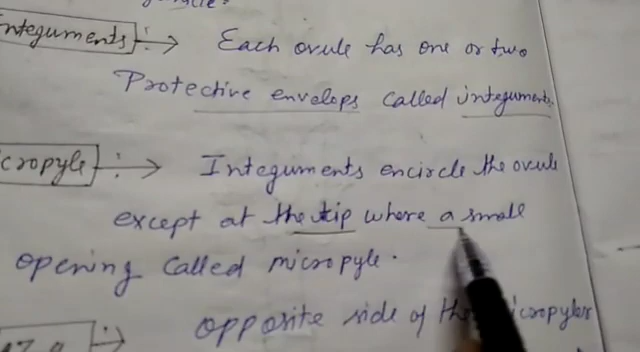 nteguments :→ Each ovule has one or two
Protective envelops called integuments
cropyle :→ Integuments encircle the ovule
except at the tip where a small
opening called micropyle.
:→ opposite side of the micropylar